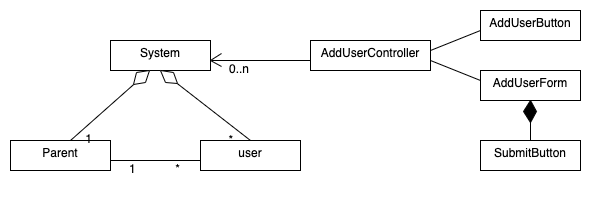 AddUserButton
System
AddUserController
0..n
AddUserForm
1
*
Parent
user
SubmitButton
1
*